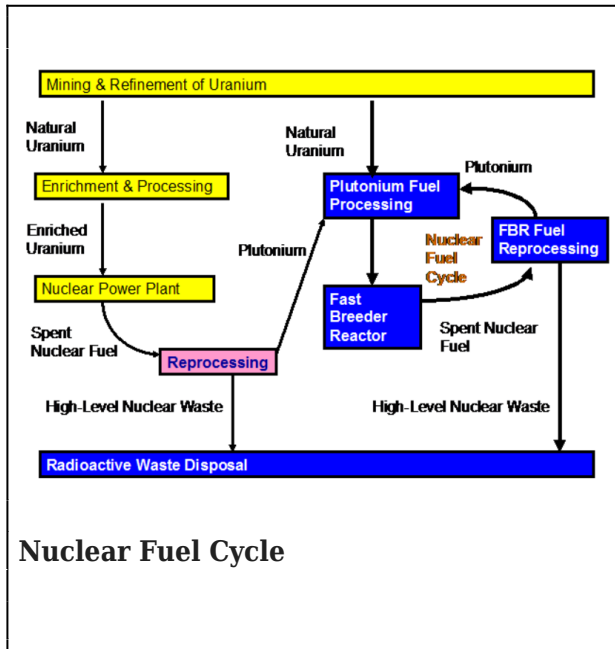 Mining & Refinement of Uranium
Natural
Uranium
Natural
Uranium
Plutonium
Enrichment & Processing
Plutonium Fuel
Processing
Enriched
Uranium
Plutonium
Nuclear
Fuel
Cycle
FBR Fuel
Reprocessing
Nuclear Power Plant
Fast
Breeder
Reactor
Spent
Nuclear Fuel
Spent Nuclear
Fuel
Reprocessing
High-Level Nuclear Waste
High-Level Nuclear Waste
Radioactive Waste Disposal
Nuclear Fuel Cycle